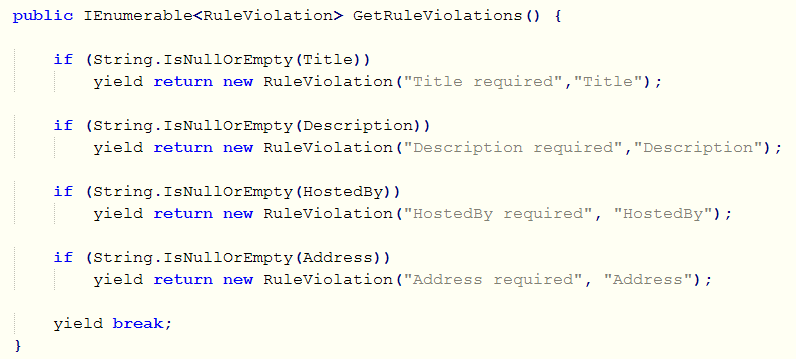 public IEnumerable<RuleViolation> GetRuleViolations() {
if (String.IsNullOrEmpty(Title))
yield return new RuleViolation("Title required","Title");
if (String.IsNullOrEmpty(Description))
yield return new RuleViolation("Description required","Description");
if (String.IsNullOrEmpty(HostedBy))
yield return new RuleViolation("HostedBy required", "HostedBy");
if (String.IsNullOrEmpty(Address))
yield return new RuleViolation("Address required", "Address");
yield break;
}